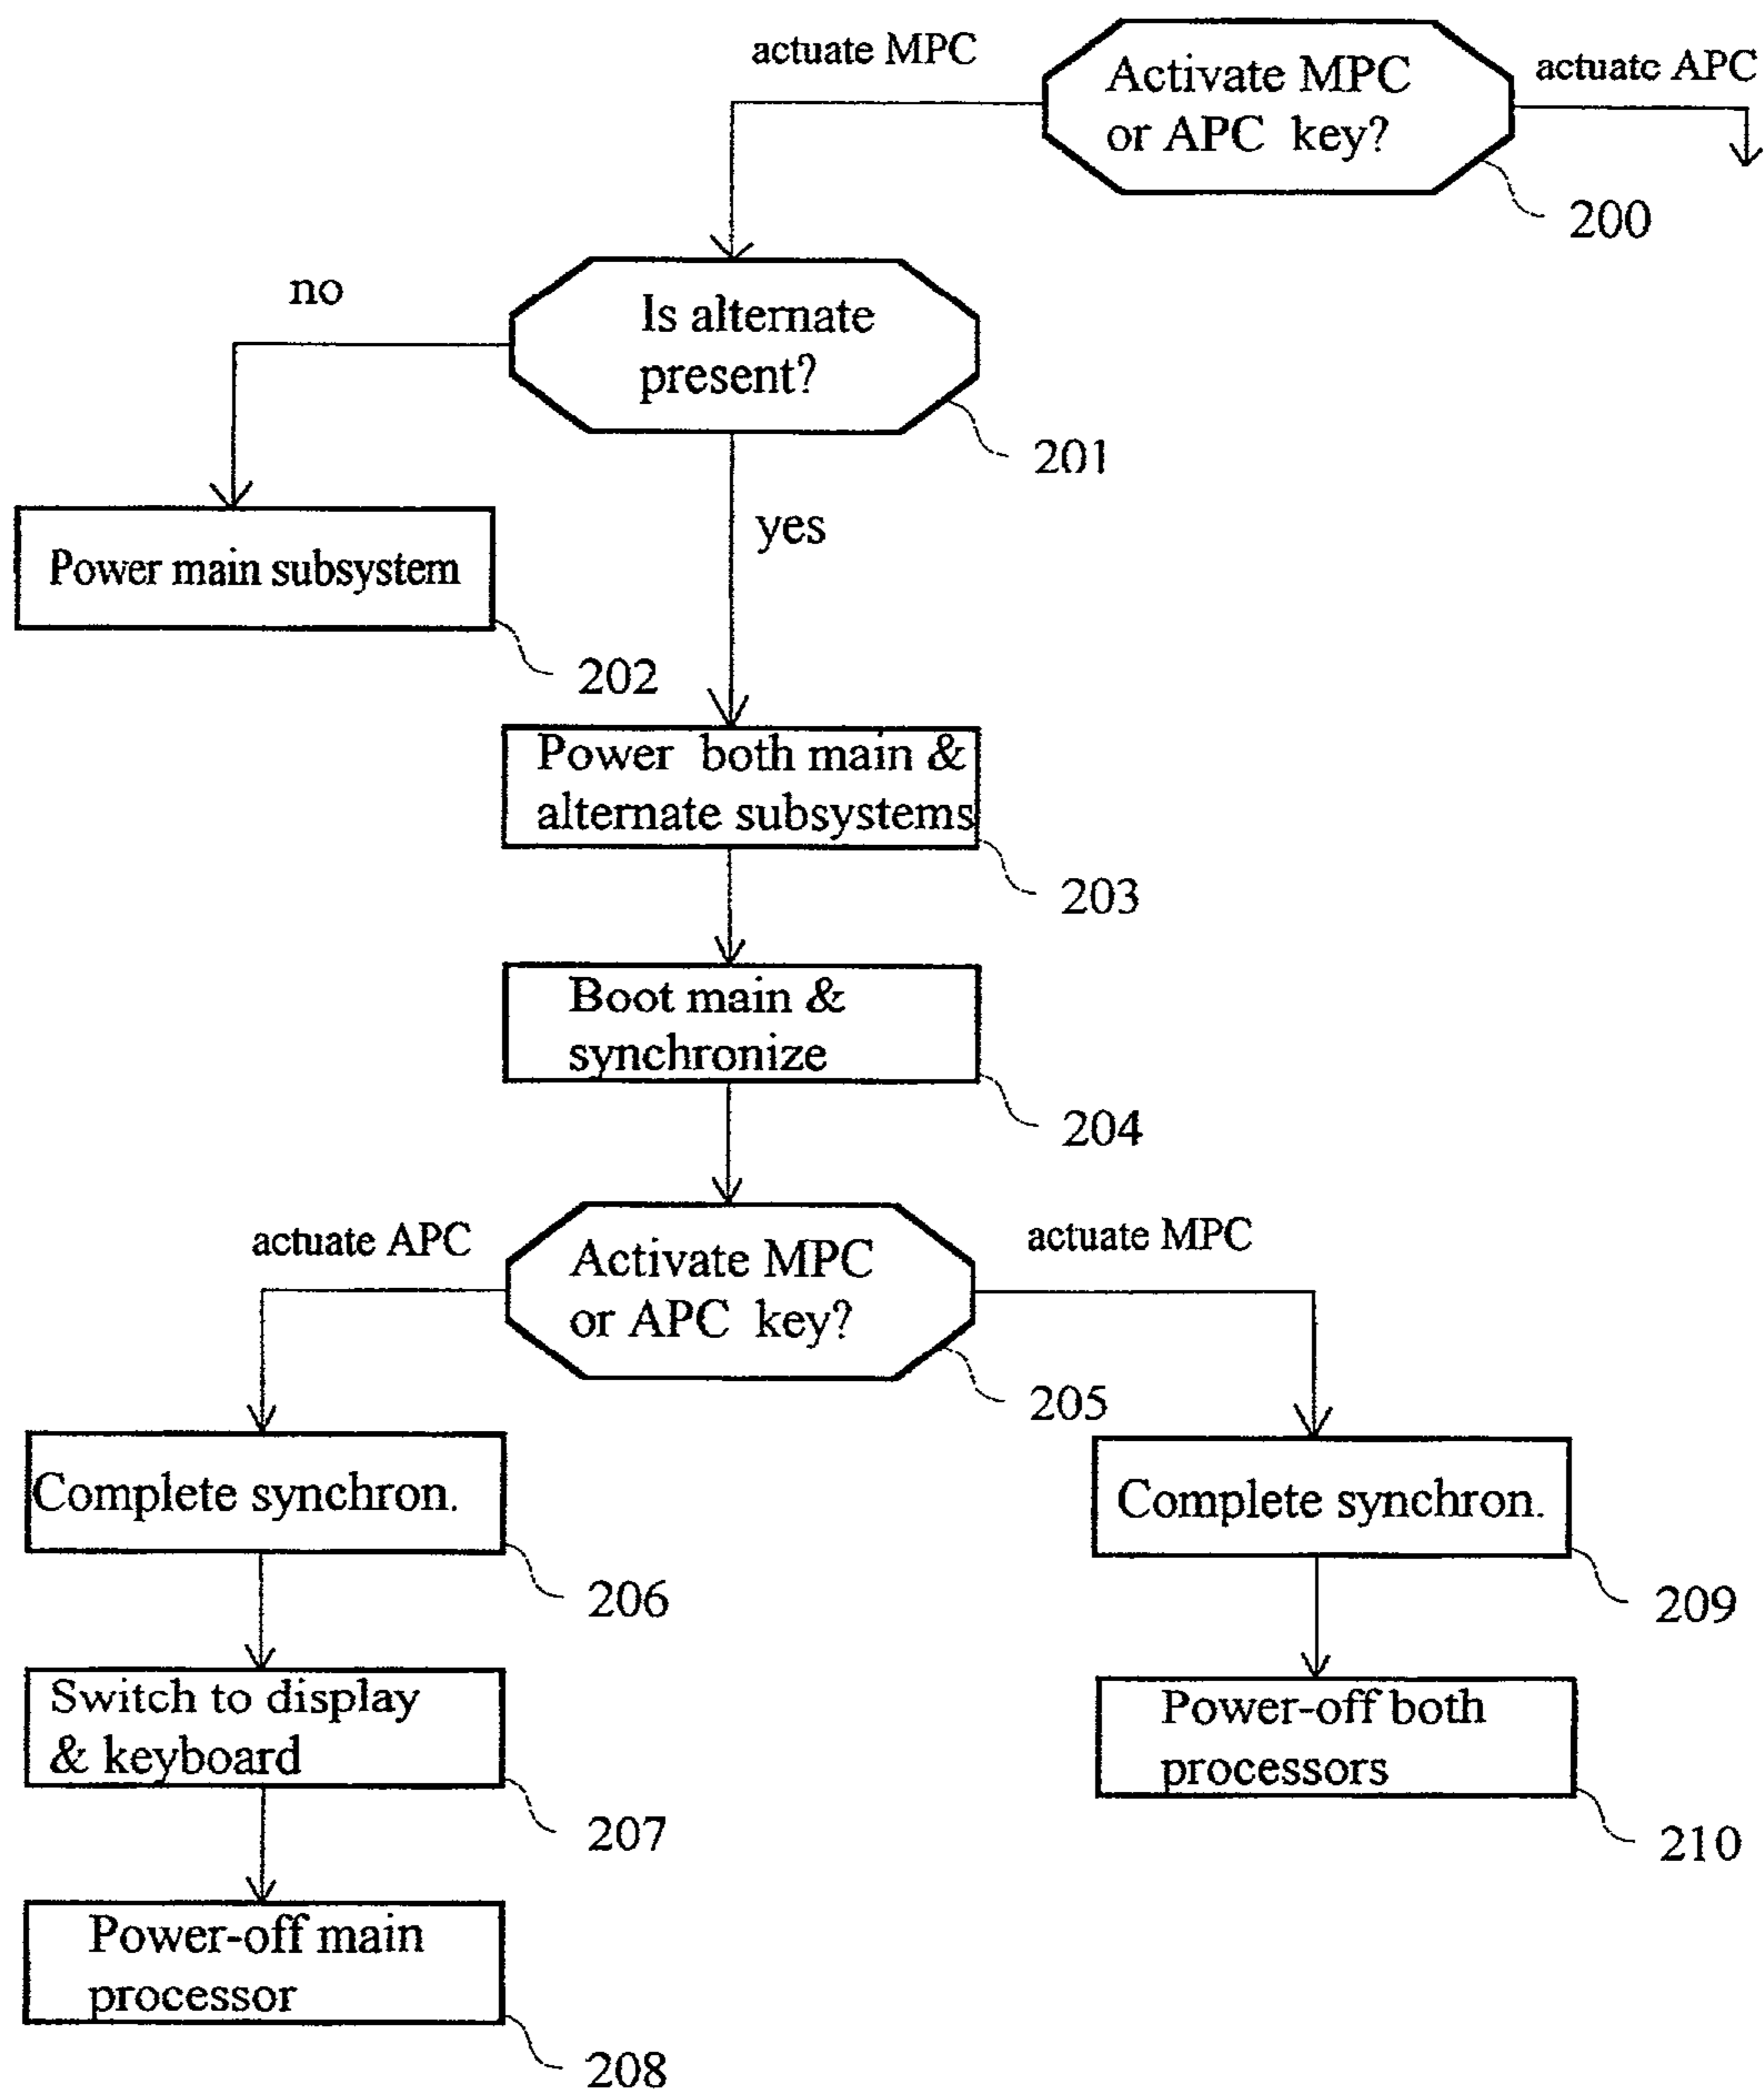 actuate MPC
Activate MPC
or APC key?
actuate APC
200
no
Is alternate
present?
201
yes
Power main subsystem
202
Power both main &
alternate subsystems
203
Boot main &
synchronize
204
actuate APC
Activate MPC
or APC key?
actuate MPC
205
Complete synchron.
206
Complete synchron.
209
Switch to display
& keyboard
207
Power-off both
processors
210
Power-off main
processor
208